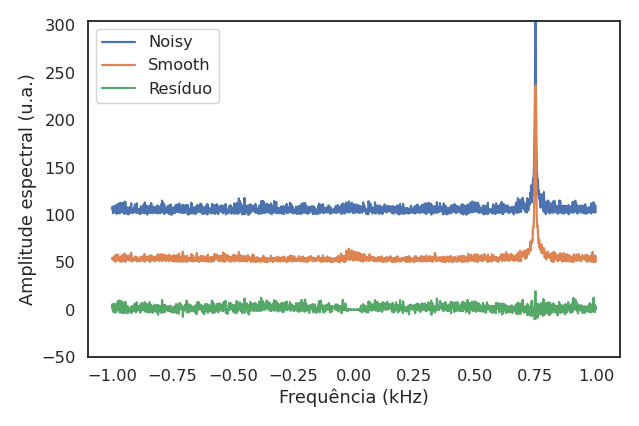 300
250
200
150
100
50
0
−50
Amplitude espectral (u.a.)
Noisy
Smooth
Resíduo
−1.00 −0.75 −0.50 −0.25 0.00 0.25 0.50 0.75 1.00
Frequência (kHz)